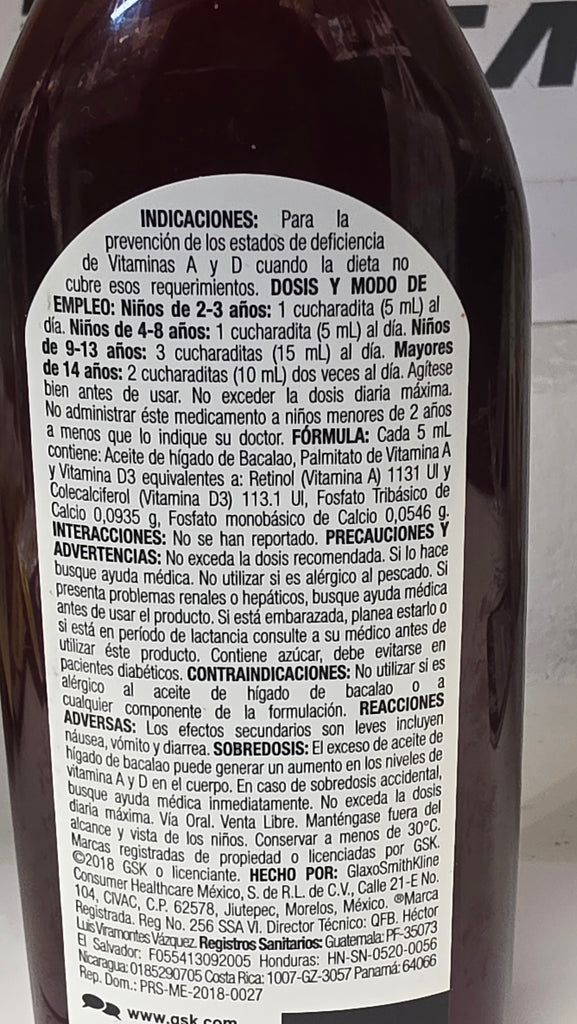 INDICACIONES: Para la
prevención de los estados de deficiencia
de Vitaminas A y D cuando la dieta no
cubre esos requerimientos. DOSIS Y MODO DE
EMPLEO: Niños de 2-3 años: 1 cucharadita (5 mL) al
día. Niños de 4-8 años: 1 cucharadita (5 mL) al día. Niños
de 9-13 años: 3 cucharaditas (15 mL) al día. Mayores
de 14 años: 2 cucharaditas (10 mL) dos veces al día. Agítese
bien antes de usar. No exceder la dosis diaria máxima.
No administrar éste medicamento a niños menores de 2 años
a menos que lo indique su doctor. FÓRMULA: Cada 5 mL
contiene: Aceite de hígado de Bacalao, Palmitato de Vitamina A
y Vitamina D3 equivalentes a: Retinol (Vitamina A) 1131 UI y
Colecalciferol (Vitamina D3) 113.1 UI, Fosfato Tribásico de
Calcio 0,0935 g, Fosfato monobásico de Calcio 0,0546 g.
INTERACCIONES: No se han reportado. PRECAUCIONES Y
ADVERTENCIAS: No exceda la dosis recomendada. Si lo hace
busque ayuda médica. No utilizar si es alérgico al pescado. Si
presenta problemas renales o hepáticos, busque ayuda médica
antes de usar el producto. Si está embarazada, planea estarlo o
si está en período de lactancia consulte a su médico antes de
utilizar éste producto. Contiene azúcar, debe evitarse en
pacientes diabéticos. CONTRAINDICACIONES: No utilizar si es
alérgico al aceite de hígado de bacalao o a
cualquier componente de la formulación. REACCIONES
ADVERSAS: Los efectos secundarios son leves incluyen
náusea, vómito y diarrea. SOBREDOSIS: El exceso de aceite de
hígado de bacalao puede generar un aumento en los niveles de
vitamina A y D en el cuerpo. En caso de sobredosis accidental,
busque ayuda médica inmediatamente. No exceda la dosis
diaria máxima. Vía Oral. Venta Libre. Manténgase fuera del
alcance y vista de los niños. Conservar a menos de 30°C.
Marcas registradas de propiedad o licenciadas por GSK.
©2018 GSK o licenciante. HECHO POR: GlaxoSmithKline
Consumer Healthcare México, S. de R.L. de C.V., Calle 21-E No.
104, CIVAC, C.P. 62578, Jiutepec, Morelos, México. ®Marca
Registrada. Reg No. 256 SSA VI. Director Técnico: QFB. Héctor
Luis Viramontes Vázquez. Registros Sanitarios: Guatemala: PF-35073
El Salvador: F055413092005 Honduras: HN-SN-0520-0056
Nicaragua: 0185290705 Costa Rica: 1007-GZ-3057 Panamá: 64066
Rep. Dom.: PRS-ME-2018-0027
www.gsk.com